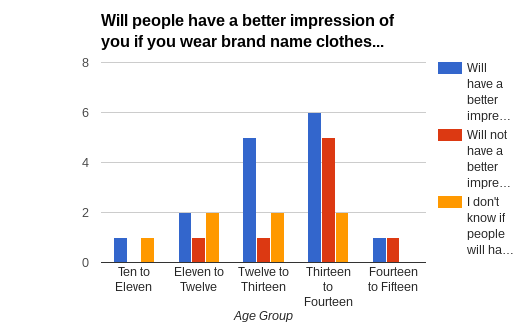 Will people have a better impression of
you if you wear brand name clothes...
8
6
4
2
0
Ten to
Eleven
Eleven to
Twelve
Twelve to
Thirteen
Thirteen
to
Fourteen
Fourteen
to Fifteen
Age Group
Will
have a
better
impre...
Will not
have a
better
impre...
I don't
know if
people
will ha...